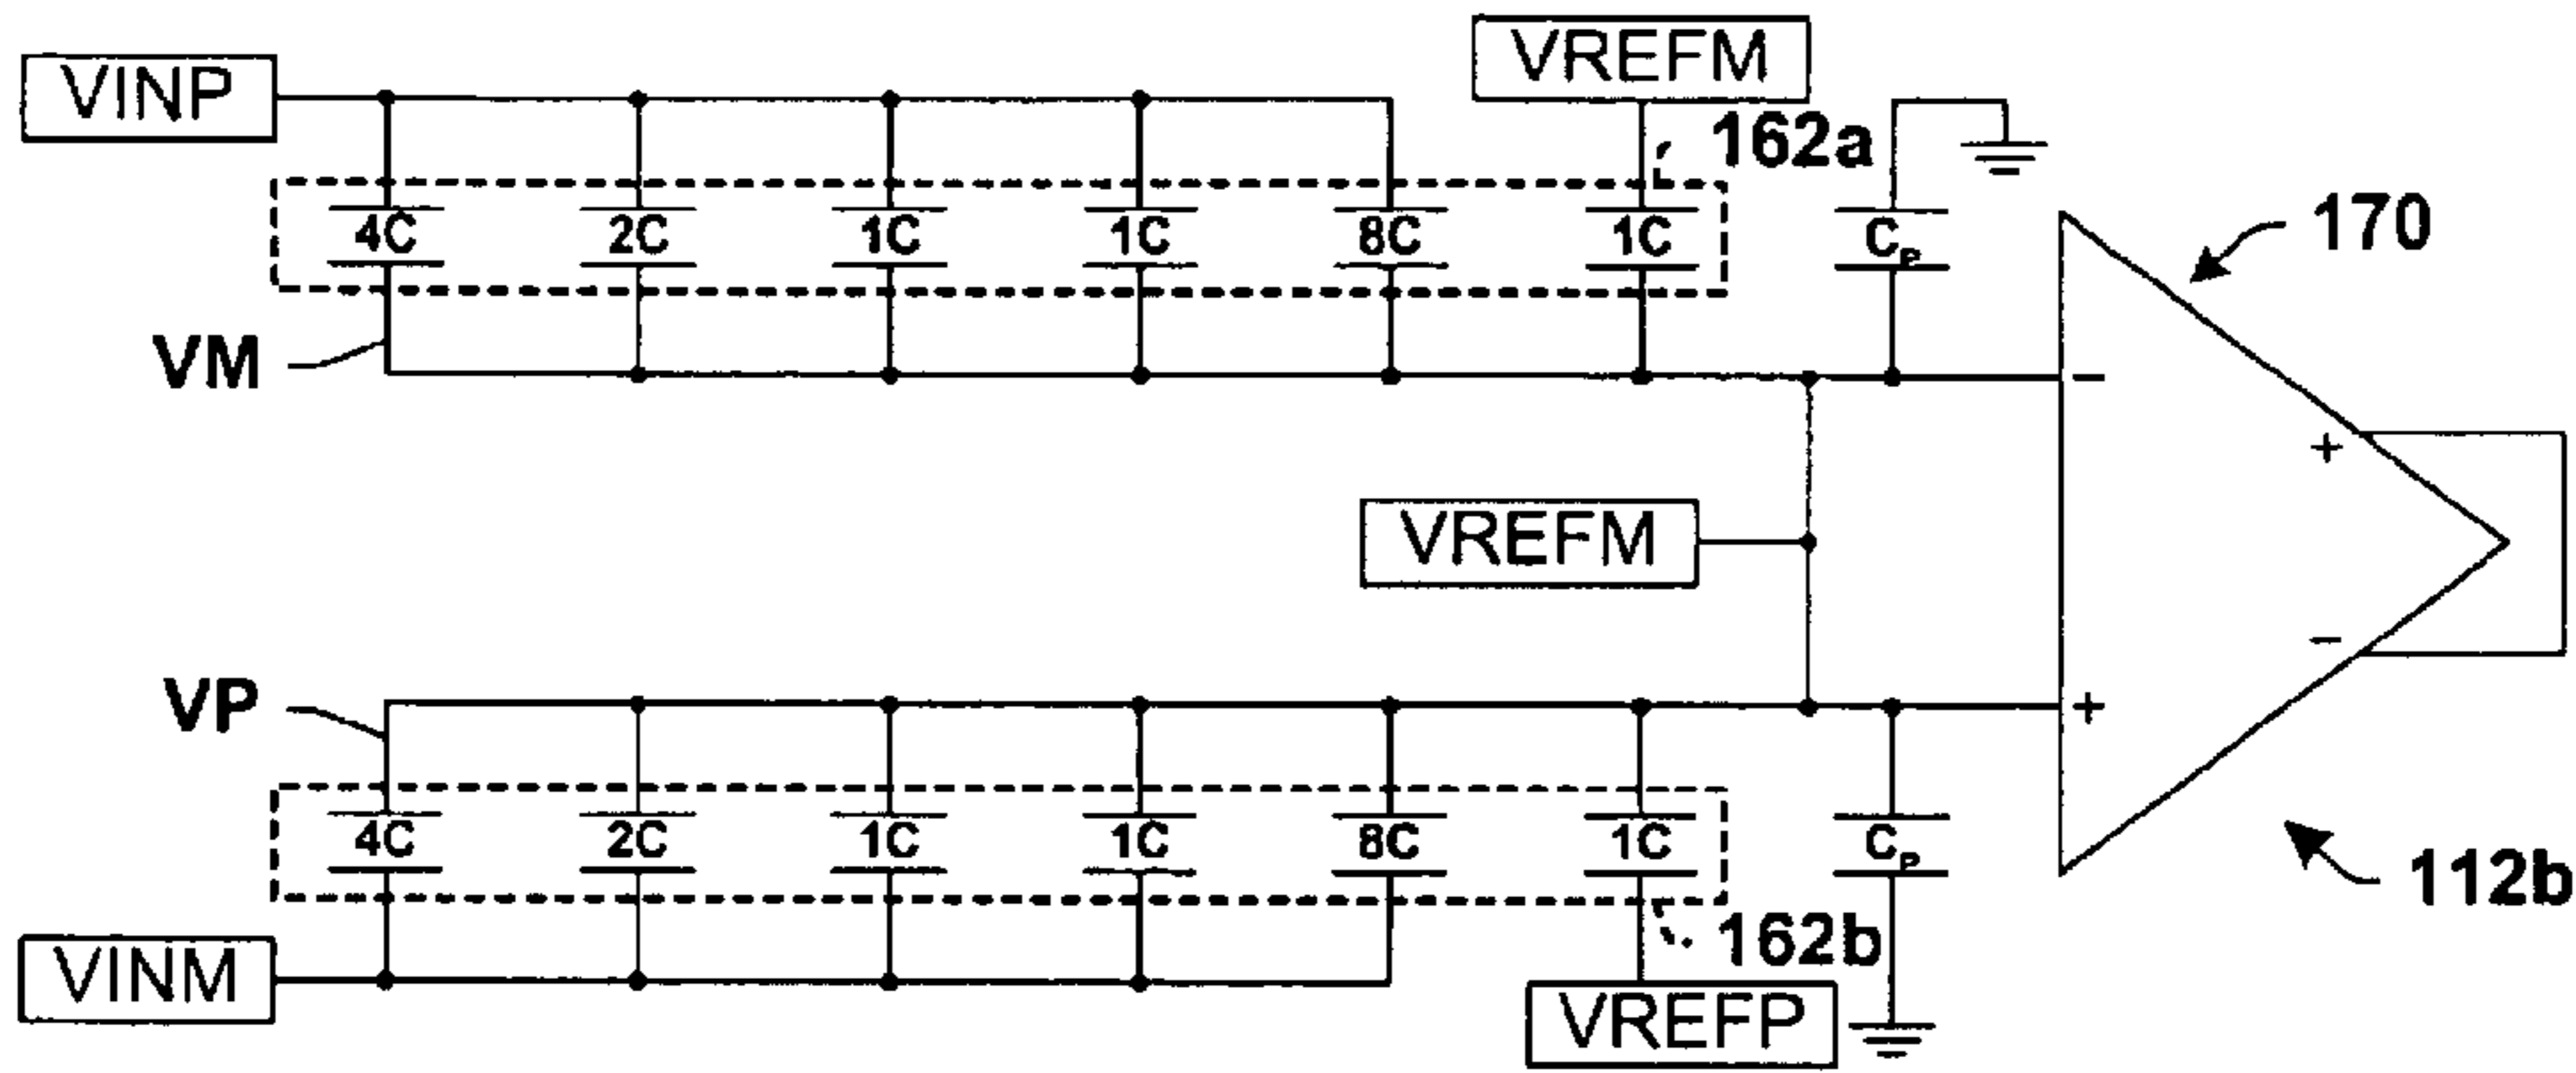 VREFM
VINP
162a
4C 2C 1C 1C 8C 1C CP
170
VM
−
+
VREFM
−
VP
+
4C 2C 1C 1C 8C 1C CP
112b
162b
VINM
VREFP